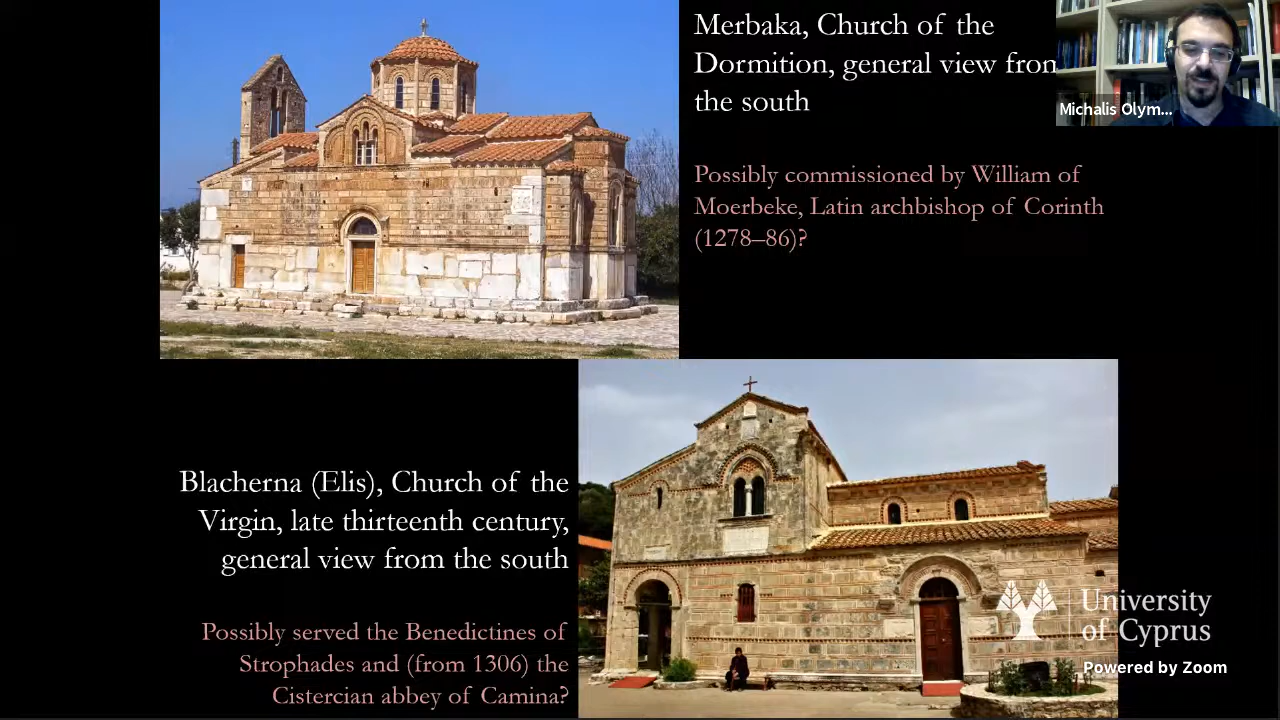 Merbaka, Church of the
Dormition, general view from
the south
Michalis Olym...
Possibly commissioned by William of
Moerbeke, Latin archbishop of Corinth
(1278–86)?
Blacherna (Elis), Church of the
Virgin, late thirteenth century,
general view from the south
Possibly served the Benedictines of
Strophades and (from 1306) the
Cistercian abbey of Camina?
University
of Cyprus
Powered by Zoom